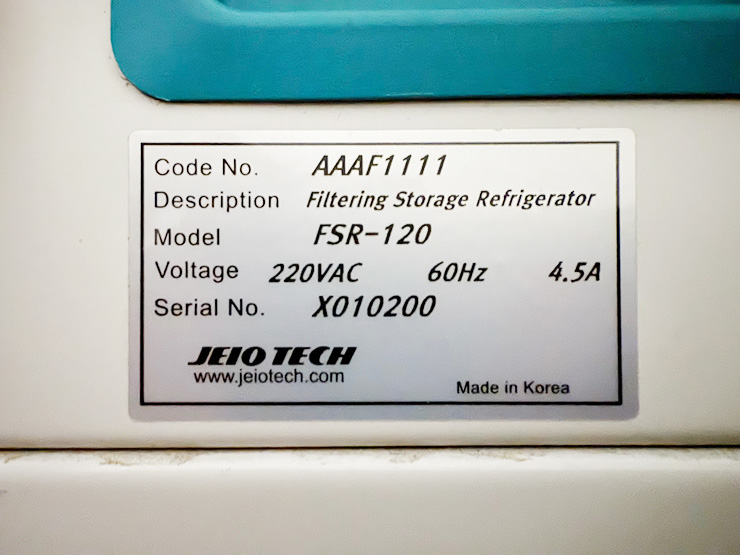 Code No. AAAF1111
Description Filtering Storage Refrigerator
Model FSR-120
Voltage 220VAC 60Hz 4.5A
Serial No. X010200
JEIO TECH
www.jeiotech.com
Made in Korea